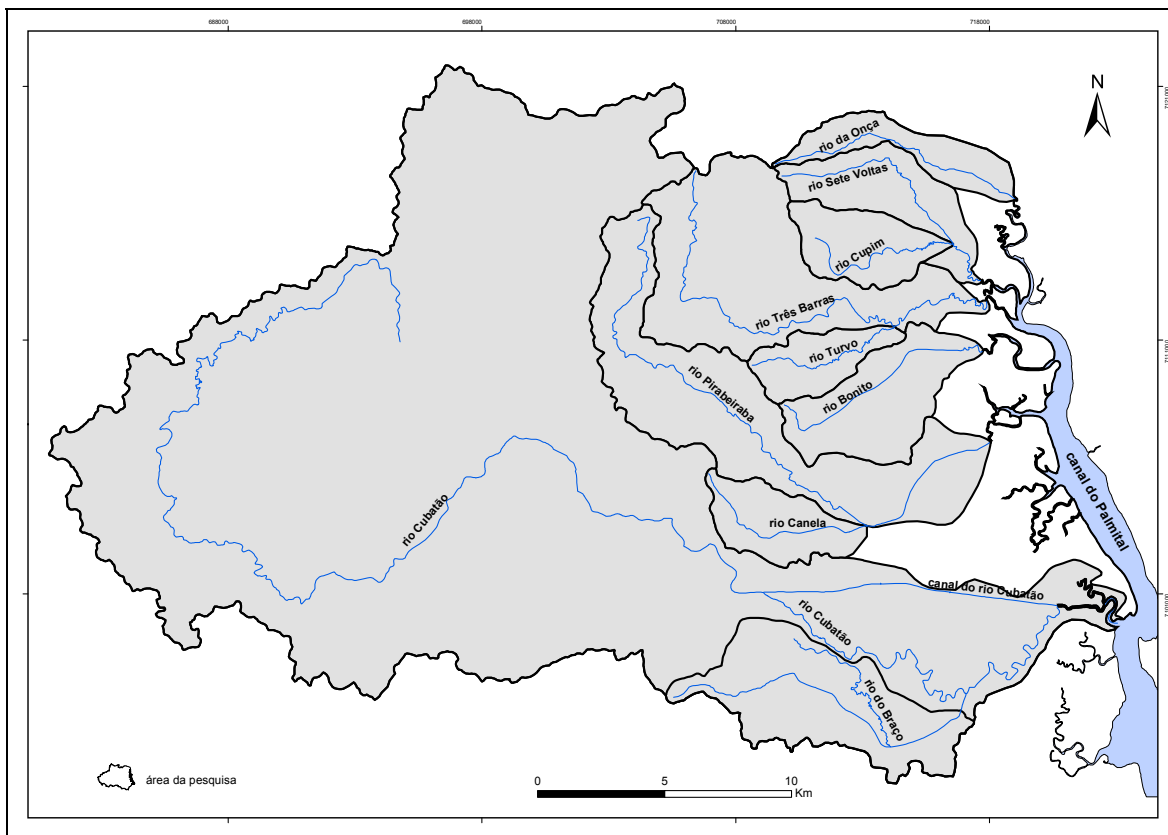 688000
698000
708000
718000
N
rio da Onça
rio Sete Voltas
rio Cupim
rio Três Barras
rio Turvo
rio Pirabeiraba
rio Bonito
rio Cubatão
rio Canela
canal do Palmital
canal do rio Cubatão
rio Cubatão
rio do Braço
área da pesquisa
0
5
10
Km